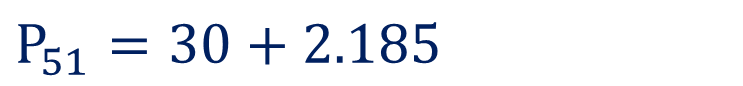 P₅₁ = 30 + 2.185